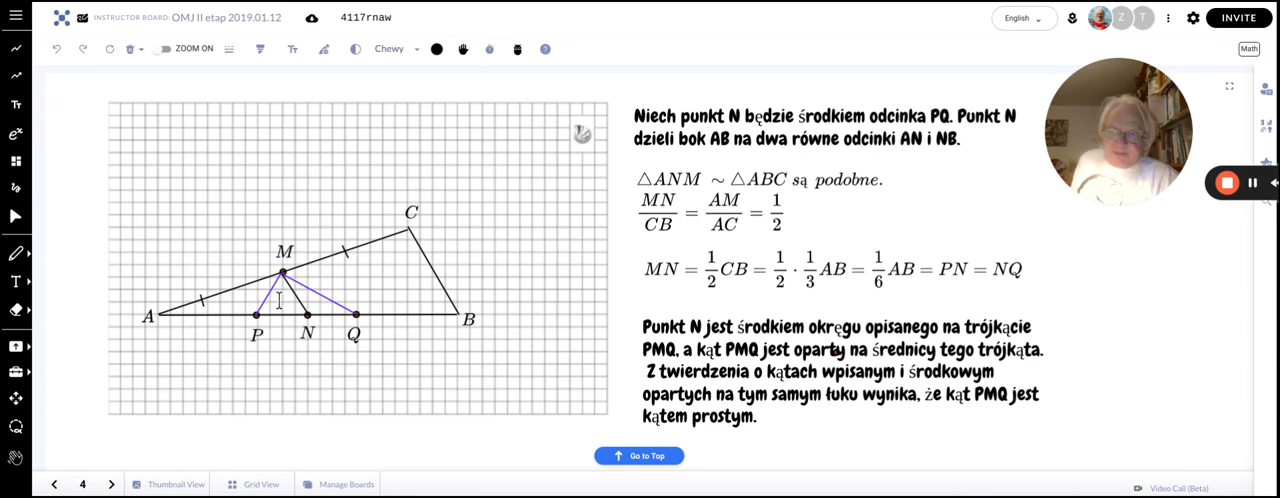 INSTRUCTOR BOARD: OMJ II etap 2019.01.12
4117rnaw
English
Z
T
INVITE
ZOOM ON
Tт
Chewy
Math
Tт
eˣ
T
Niech punkt N będzie środkiem odcinka PQ. Punkt N
dzieli bok AB na dwa równe odcinki AN i NB.
△ANM ~ △ABC są podobne.
MN/CB = AM/AC = 1/2
MN = 1/2 CB = 1/2 · 1/3 AB = 1/6 AB = PN = NQ
Punkt N jest środkiem okręgu opisanego na trójkącie
PMQ, a kąt PMQ jest oparty na średnicy tego trójkąta.
Z twierdzenia o kątach wpisanym i środkowym
opartych na tym samym łuku wynika, że kąt PMQ jest
kątem prostym.
C
M
A
B
P
N
Q
Go to Top
4
Thumbnail View
Grid View
Manage Boards
Video Call (Beta)